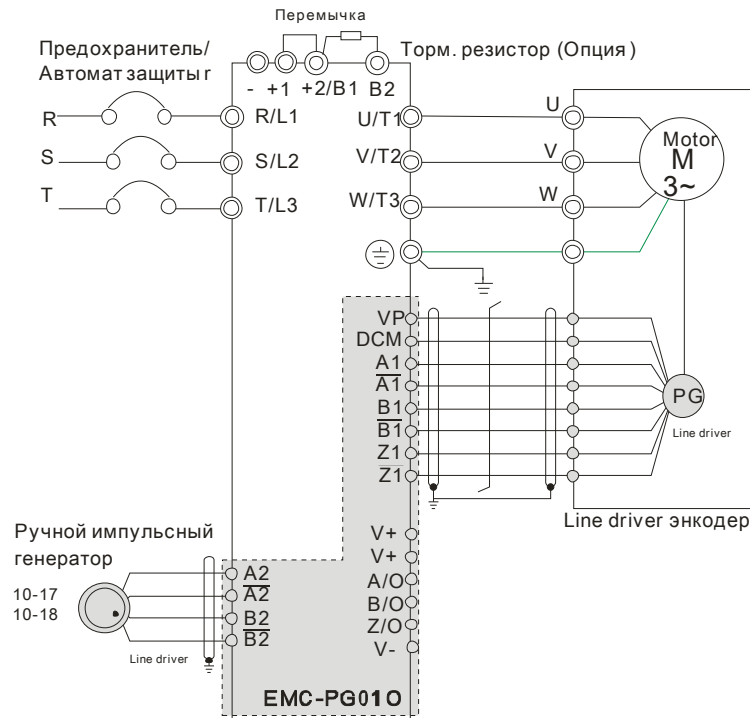 Перемычка
Предохранитель/
Автомат защиты r
Торм. резистор (Опция)
- +1 +2/B1 B2
R R/L1 U/T1 U
S S/L2 V/T2 V
T T/L3 W/T3 W
Motor
M
3~
VP
DCM
A1
A1
B1
B1
Z1
Z1
PG
Line driver
Line driver энкодер
Ручной импульсный
генератор
10-17
10-18
Line driver
A2
A2
B2
B2
V+
V+
A/O
B/O
Z/O
V-
EMC-PG01O